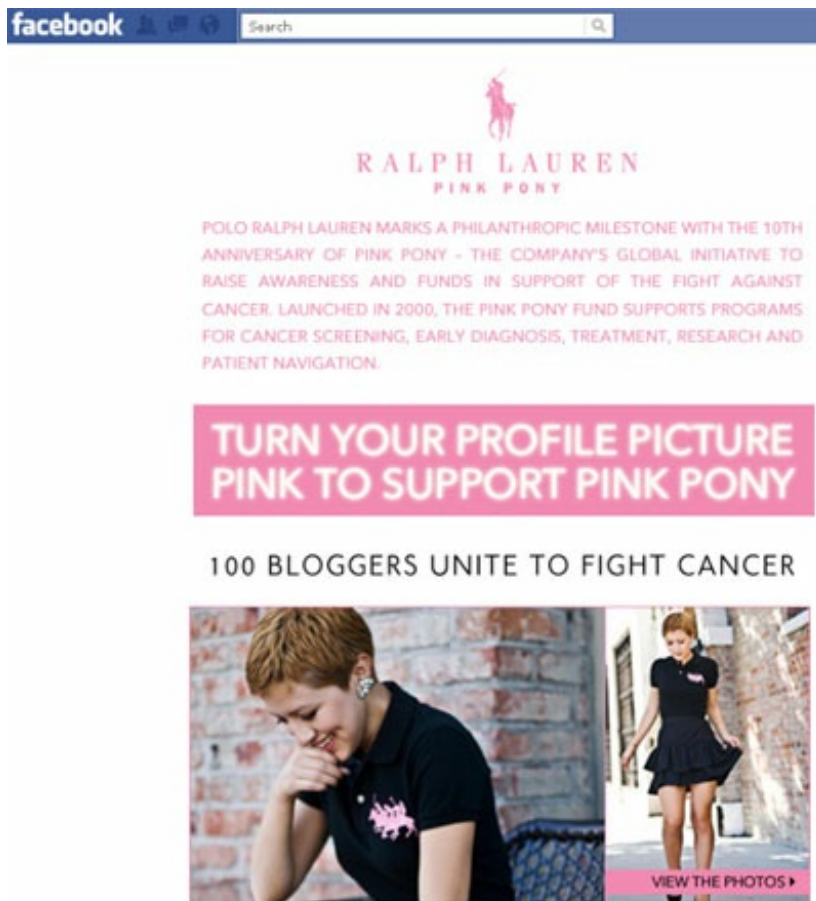 facebook
Search
RALPH LAUREN
PINK PONY
POLO RALPH LAUREN MARKS A PHILANTHROPIC MILESTONE WITH THE 10TH
ANNIVERSARY OF PINK PONY - THE COMPANY'S GLOBAL INITIATIVE TO
RAISE AWARENESS AND FUNDS IN SUPPORT OF THE FIGHT AGAINST
CANCER. LAUNCHED IN 2000, THE PINK PONY FUND SUPPORTS PROGRAMS
FOR CANCER SCREENING, EARLY DIAGNOSIS, TREATMENT, RESEARCH AND
PATIENT NAVIGATION.
TURN YOUR PROFILE PICTURE
PINK TO SUPPORT PINK PONY
100 BLOGGERS UNITE TO FIGHT CANCER
VIEW THE PHOTOS